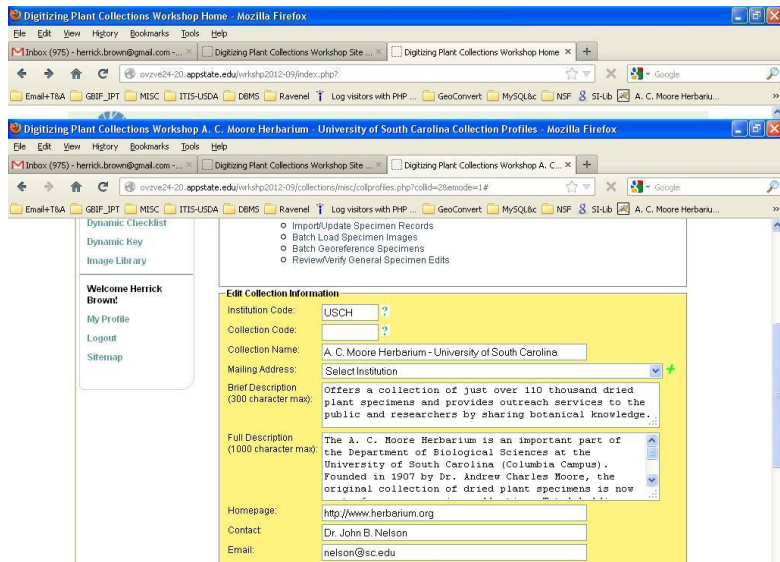 Digitizing Plant Collections Workshop Home - Mozilla Firefox
File Edit View History Bookmarks Tools Help
Inbox (975) - herrick.brown@gmail.com -... Digitizing Plant Collections Workshop Site ... Digitizing Plant Collections Workshop Home
ovzve24-20.appstate.edu/wrkshp2012-09/index.php? Google
Email+T&A GBIF_IPT MISC ITIS-USDA DBMS Ravenel Log visitors with PHP ... GeoConvert MySQL&c NSF SI-Lib A. C. Moore Herbariu...
Digitizing Plant Collections Workshop A. C. Moore Herbarium - University of South Carolina Collection Profiles - Mozilla Firefox
File Edit View History Bookmarks Tools Help
Inbox (975) - herrick.brown@gmail.com -... Digitizing Plant Collections Workshop Site ... Digitizing Plant Collections Workshop A. C...
ovzve24-20.appstate.edu/wrkshp2012-09/collections/misc/collprofiles.php?collid=2&emode=1# Google
Email+T&A GBIF_IPT MISC ITIS-USDA DBMS Ravenel Log visitors with PHP ... GeoConvert MySQL&c NSF SI-Lib A. C. Moore Herbariu...
Dynamic Checklist
Dynamic Key
Image Library
Welcome Herrick
Brown!
My Profile
Logout
Sitemap
Import/Update Specimen Records
Batch Load Specimen Images
Batch Georeference Specimens
Review/Verify General Specimen Edits
Edit Collection Information
Institution Code: USCH ?
Collection Code: ?
Collection Name: A. C. Moore Herbarium - University of South Carolina
Mailing Address: Select Institution +
Brief Description
(300 character max):
Offers a collection of just over 110 thousand dried
plant specimens and provides outreach services to the
public and researchers by sharing botanical knowledge.
Full Description
(1000 character max):
The A. C. Moore Herbarium is an important part of
the Department of Biological Sciences at the
University of South Carolina (Columbia Campus).
Founded in 1907 by Dr. Andrew Charles Moore, the
original collection of dried plant specimens is now
Homepage: http://www.herbarium.org
Contact: Dr. John B. Nelson
Email: nelson@sc.edu